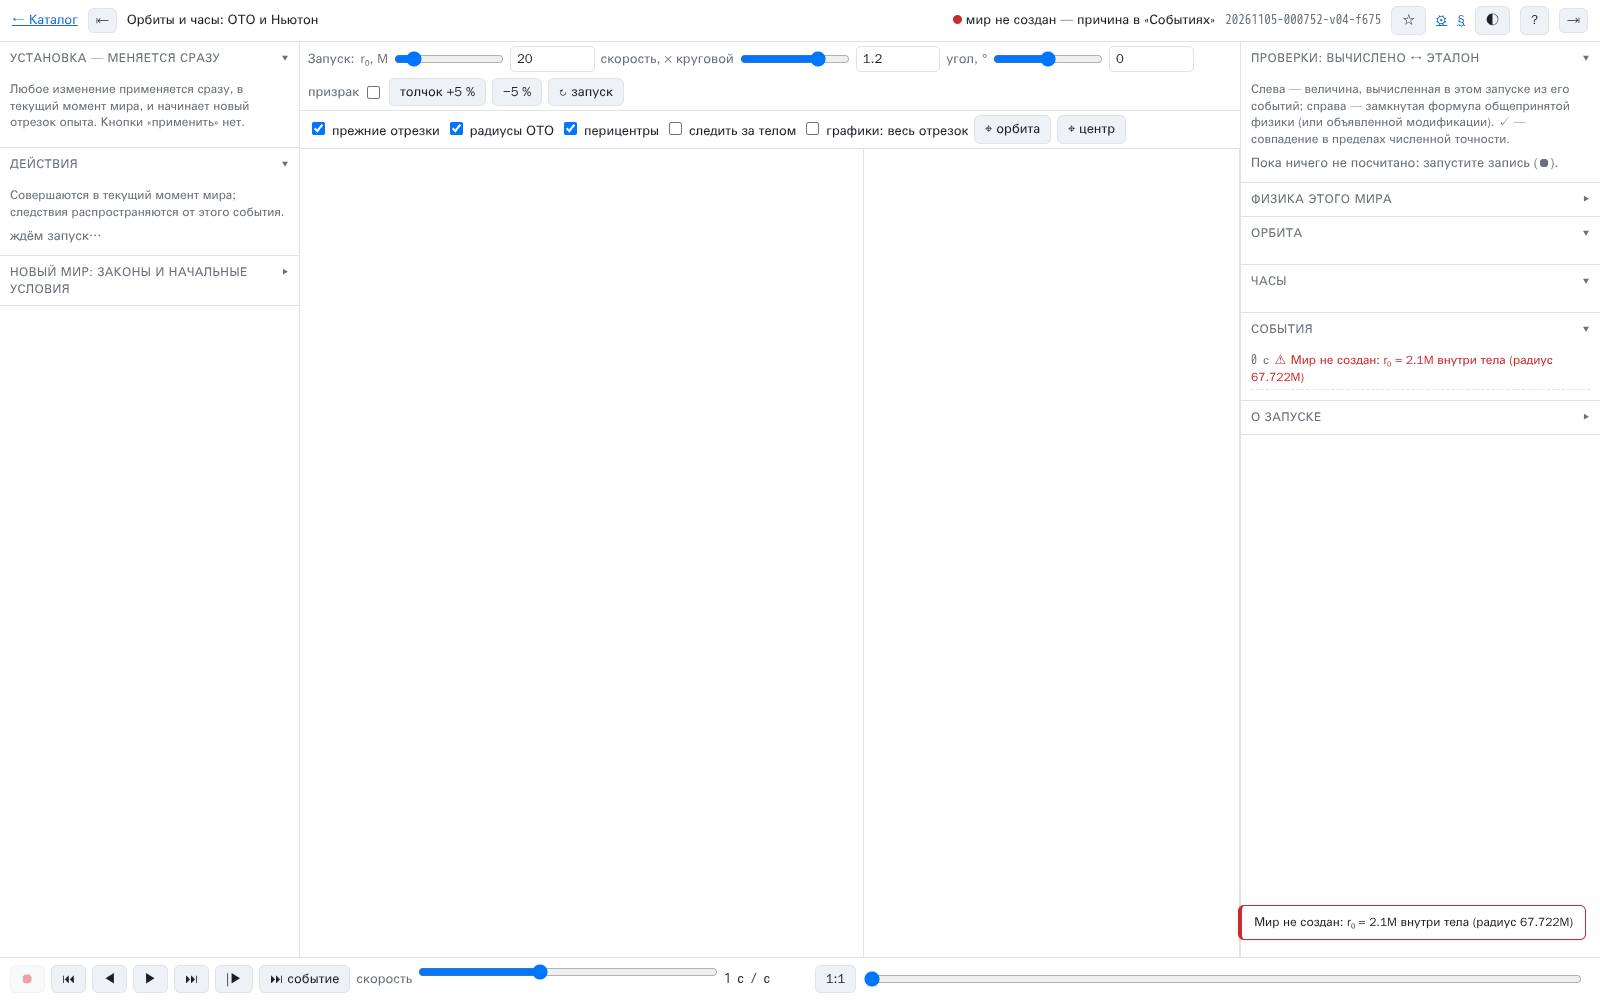 ← Каталог ⇤ Орбиты и часы: ОТО и Ньютон
мир не создан — причина в «Событиях» 20261105-000752-v04-f675 ☆ ⚙ § ◐ ? ⇥
УСТАНОВКА — МЕНЯЕТСЯ СРАЗУ ▾
Любое изменение применяется сразу, в
текущий момент мира, и начинает новый
отрезок опыта. Кнопки «применить» нет.
ДЕЙСТВИЯ ▾
Совершаются в текущий момент мира;
следствия распространяются от этого события.
ждём запуск…
НОВЫЙ МИР: ЗАКОНЫ И НАЧАЛЬНЫЕ ▸
УСЛОВИЯ
Запуск: r₀, M 20 скорость, × круговой 1.2 угол, ° 0
призрак толчок +5 % −5 % ↻ запуск
прежние отрезки радиусы ОТО перицентры следить за телом графики: весь отрезок ⌖ орбита ⌖ центр
ПРОВЕРКИ: ВЫЧИСЛЕНО ↔ ЭТАЛОН ▾
Слева — величина, вычисленная в этом запуске из его
событий; справа — замкнутая формула общепринятой
физики (или объявленной модификации). ✓ —
совпадение в пределах численной точности.
Пока ничего не посчитано: запустите запись (⏺).
ФИЗИКА ЭТОГО МИРА ▸
ОРБИТА ▾
ЧАСЫ ▾
СОБЫТИЯ ▾
0 с ⚠ Мир не создан: r₀ = 2.1M внутри тела (радиус
67.722M)
О ЗАПУСКЕ ▸
Мир не создан: r₀ = 2.1M внутри тела (радиус 67.722M)
⏺ ⏮ ◀ ▶ ⏭ |▶ ⏭ событие скорость 1 с / с 1:1